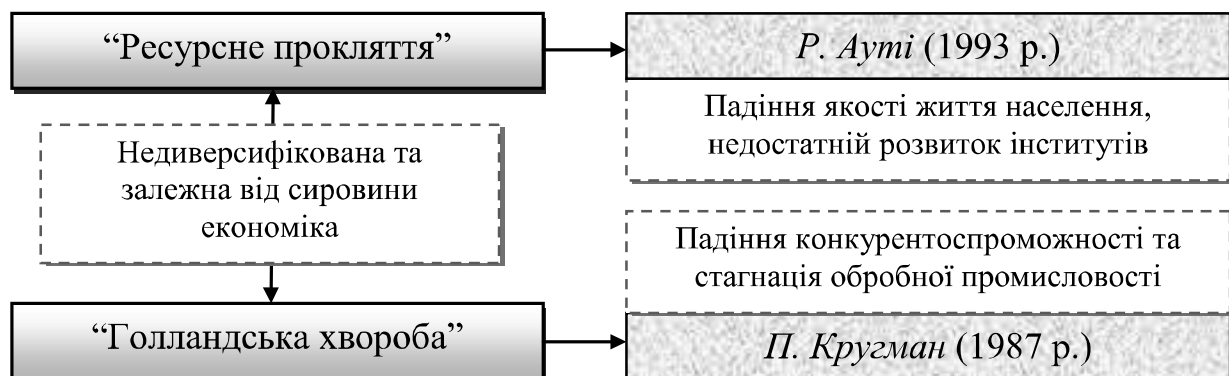 “Ресурсне прокляття”
Р. Ауті (1993 р.)
Падіння якості життя населення,
недостатній розвиток інститутів
Недиверсифікована та
залежна від сировини
економіка
Падіння конкурентоспроможності та
стагнація обробної промисловості
“Голландська хвороба”
П. Кругман (1987 р.)